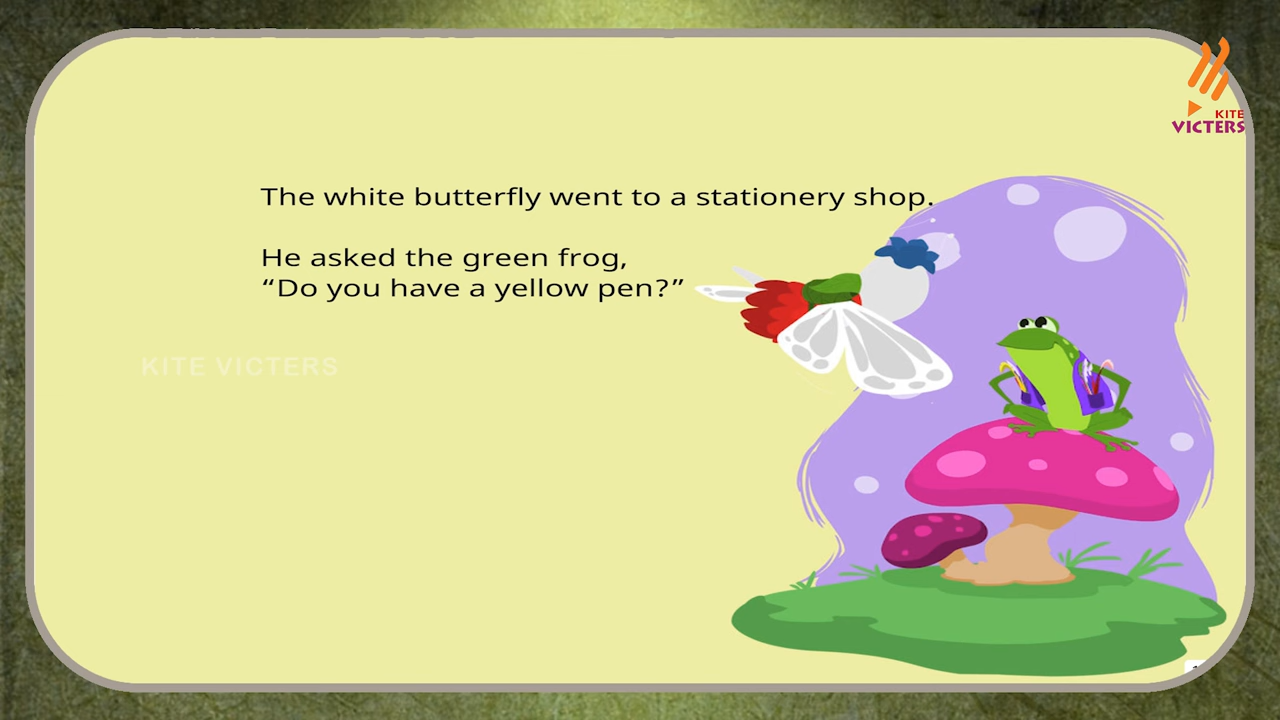 The white butterfly went to a stationery shop.
He asked the green frog,
“Do you have a yellow pen?”
KITE VICTERS
KITE
VICTERS